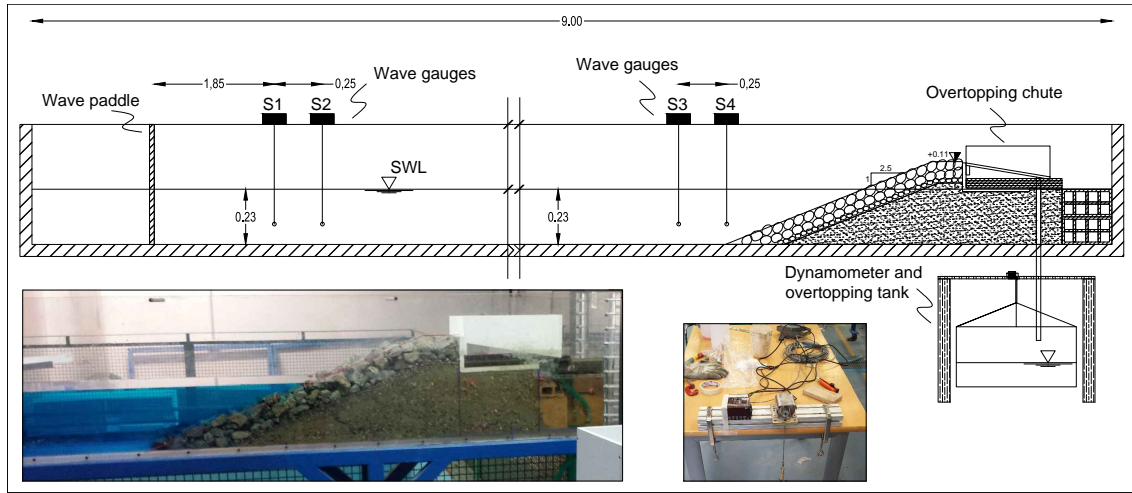 9.00
1,85
0,25
Wave gauges
Wave gauges
0,25
Wave paddle
S1
S2
S3
S4
Overtopping chute
SWL
+0.11
2.5
1
0.23
0.23
Dynamometer and
overtopping tank